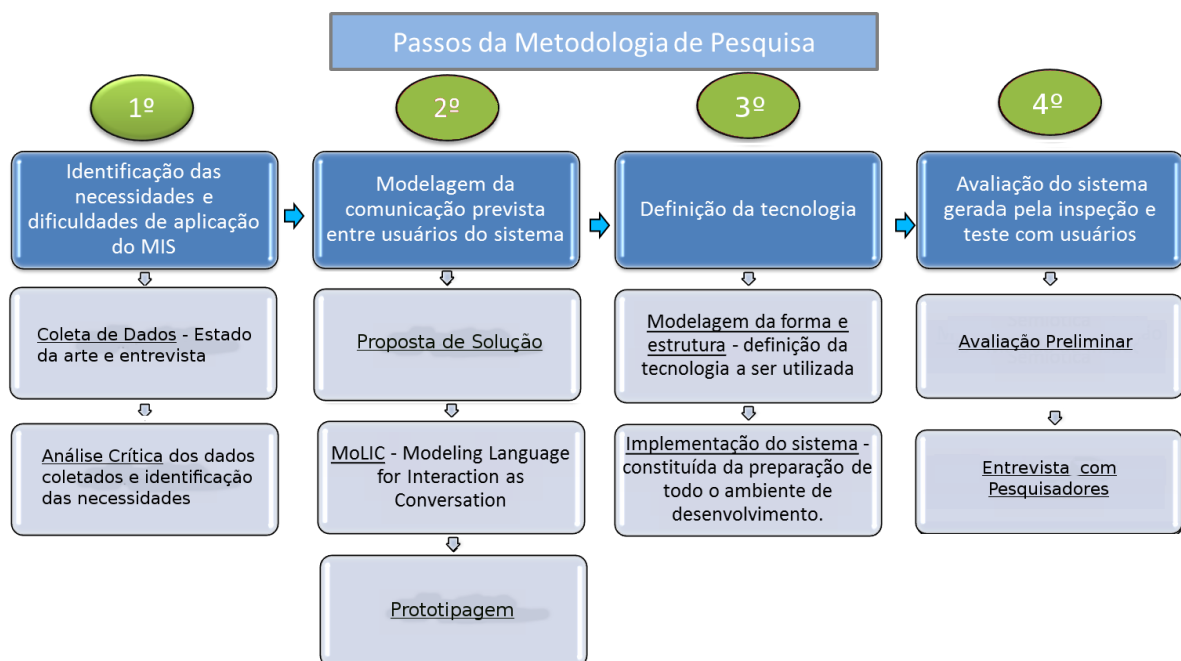 Passos da Metodologia de Pesquisa
1º
2º
3º
4º
Identificação das
necessidades e
dificuldades de aplicação
do MIS
Modelagem da
comunicação prevista
entre usuários do sistema
Definição da tecnologia
Avaliação do sistema
gerada pela inspeção e
teste com usuários
Coleta de Dados - Estado
da arte e entrevista
Proposta de Solução
Modelagem da forma e
estrutura - definição da
tecnologia a ser utilizada
Avaliação Preliminar
Análise Crítica dos dados
coletados e identificação
das necessidades
MoLIC - Modeling Language
for Interaction as
Conversation
Implementação do sistema -
constituída da preparação de
todo o ambiente de
desenvolvimento.
Entrevista com
Pesquisadores
Prototipagem